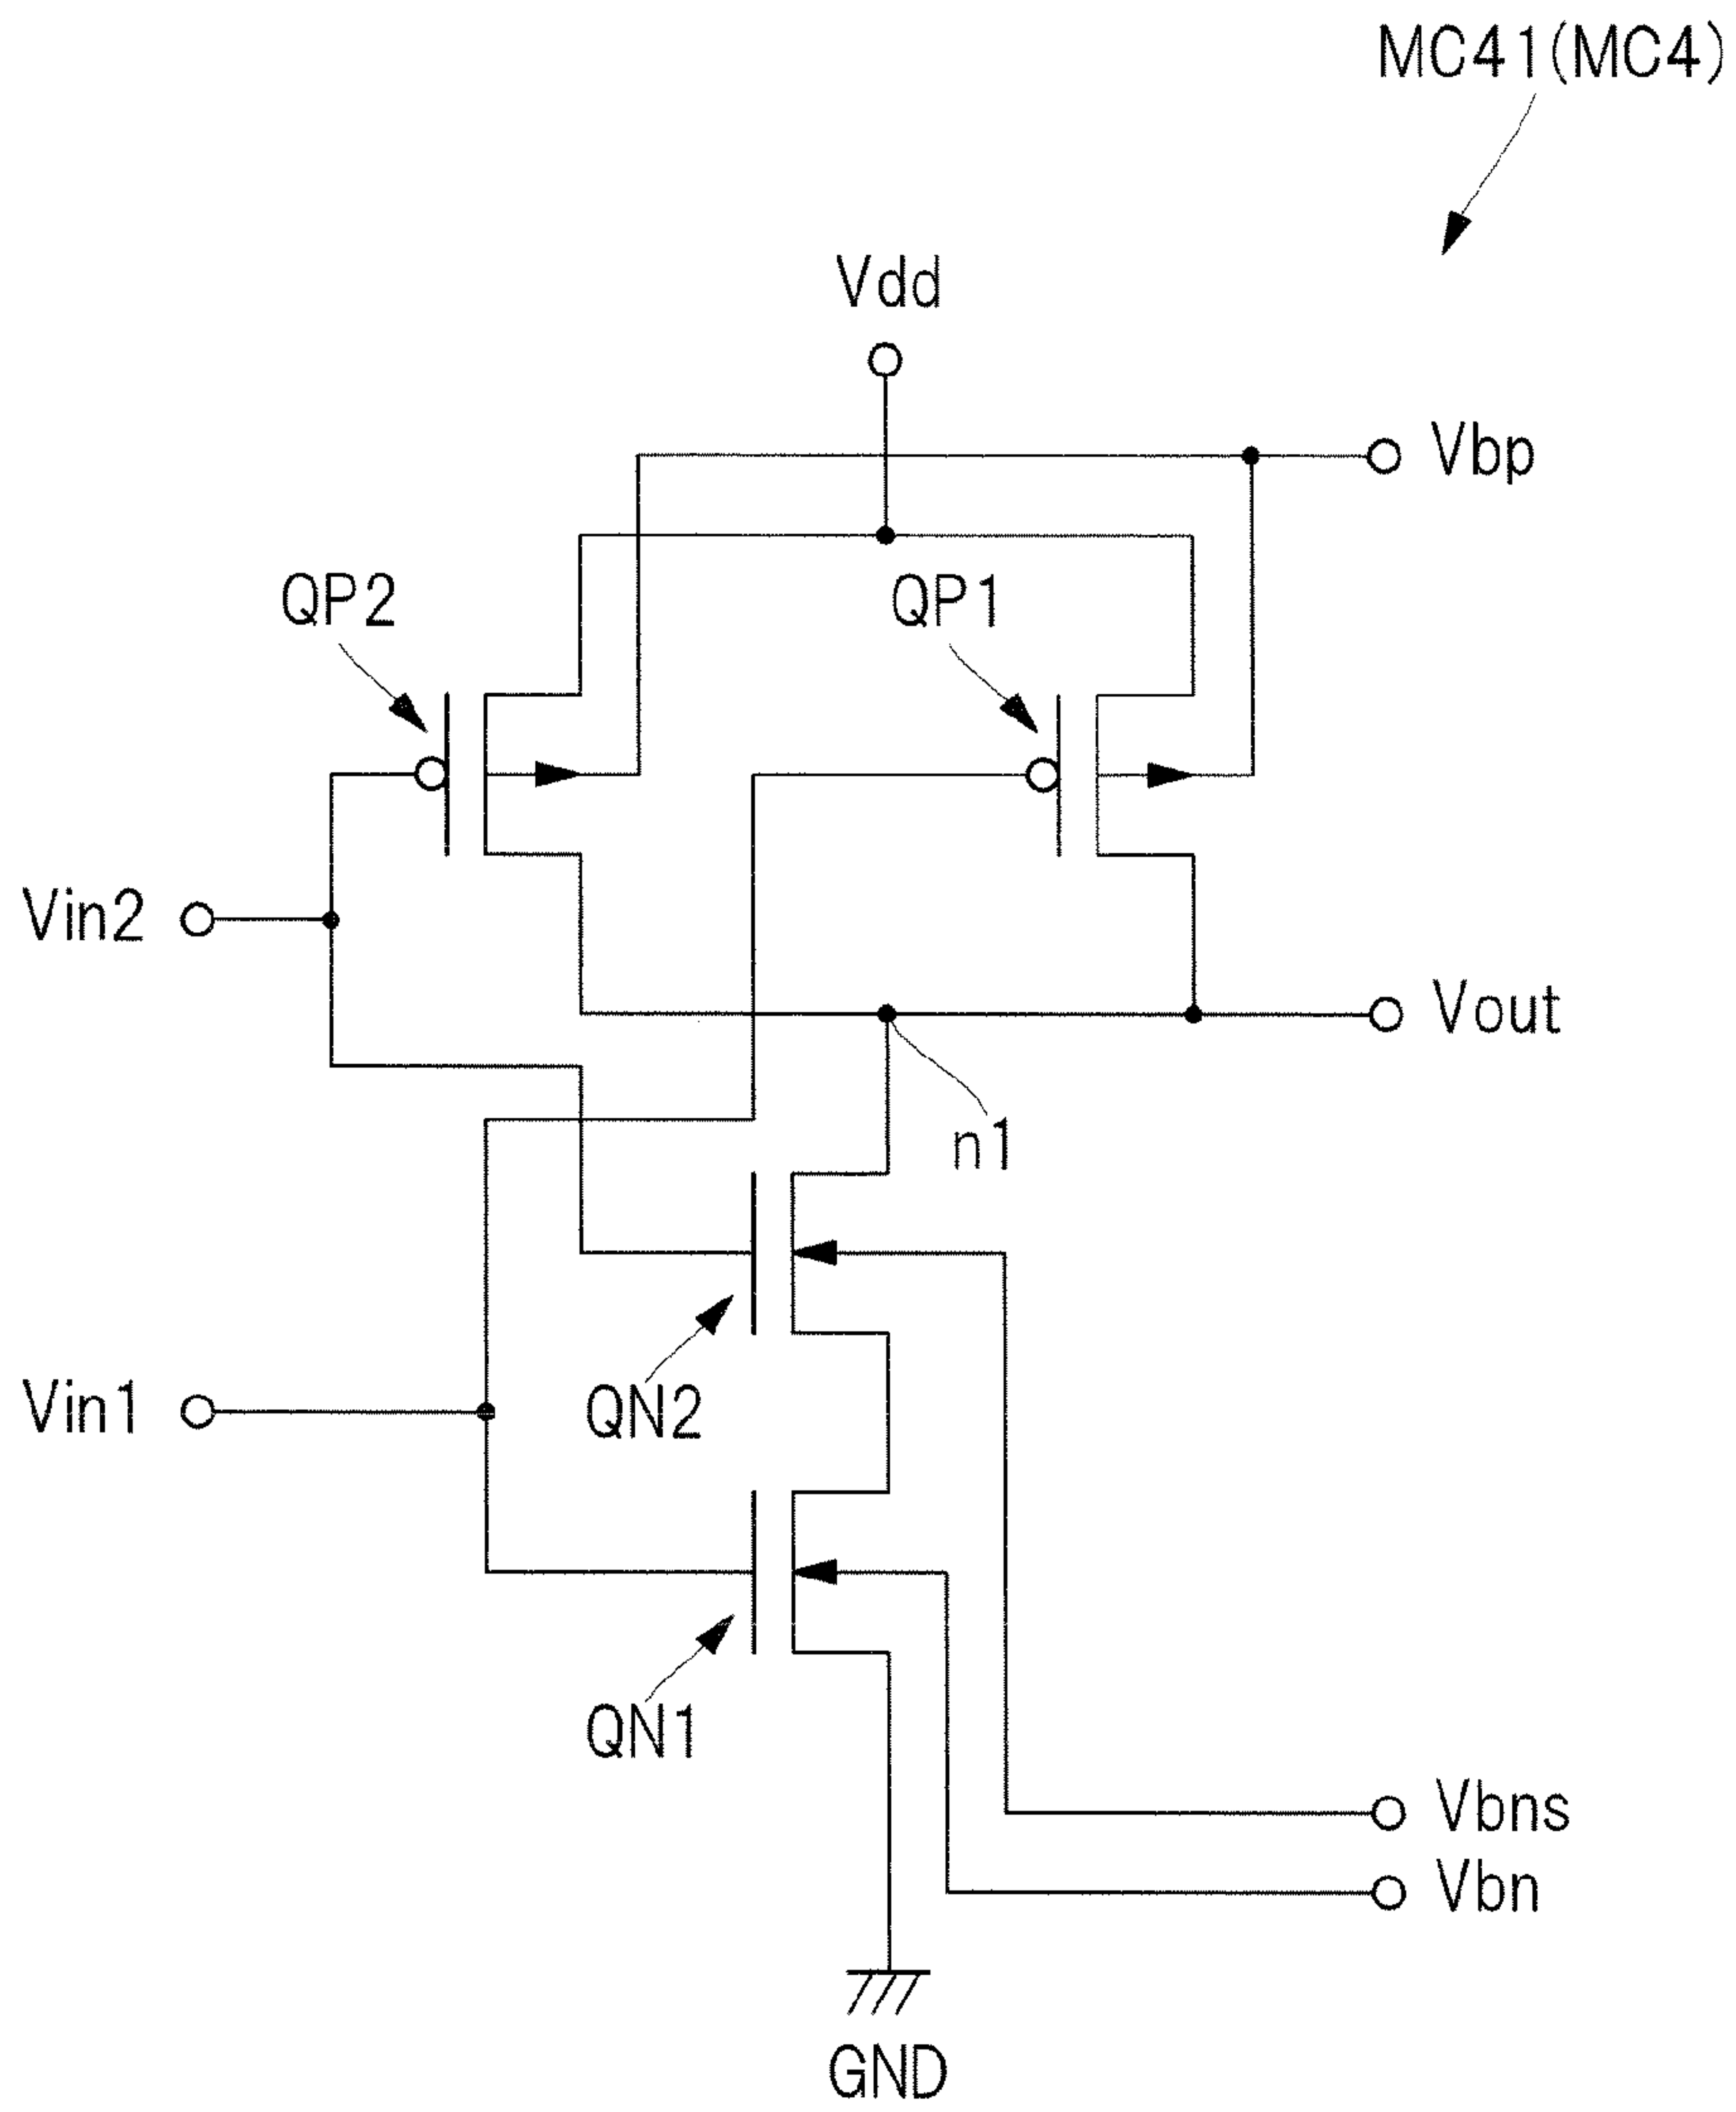 MC41(MC4)
Vdd
Vbp
QP2
QP1
Vin2
Vout
n1
Vin1
QN2
QN1
Vbns
Vbn
GND